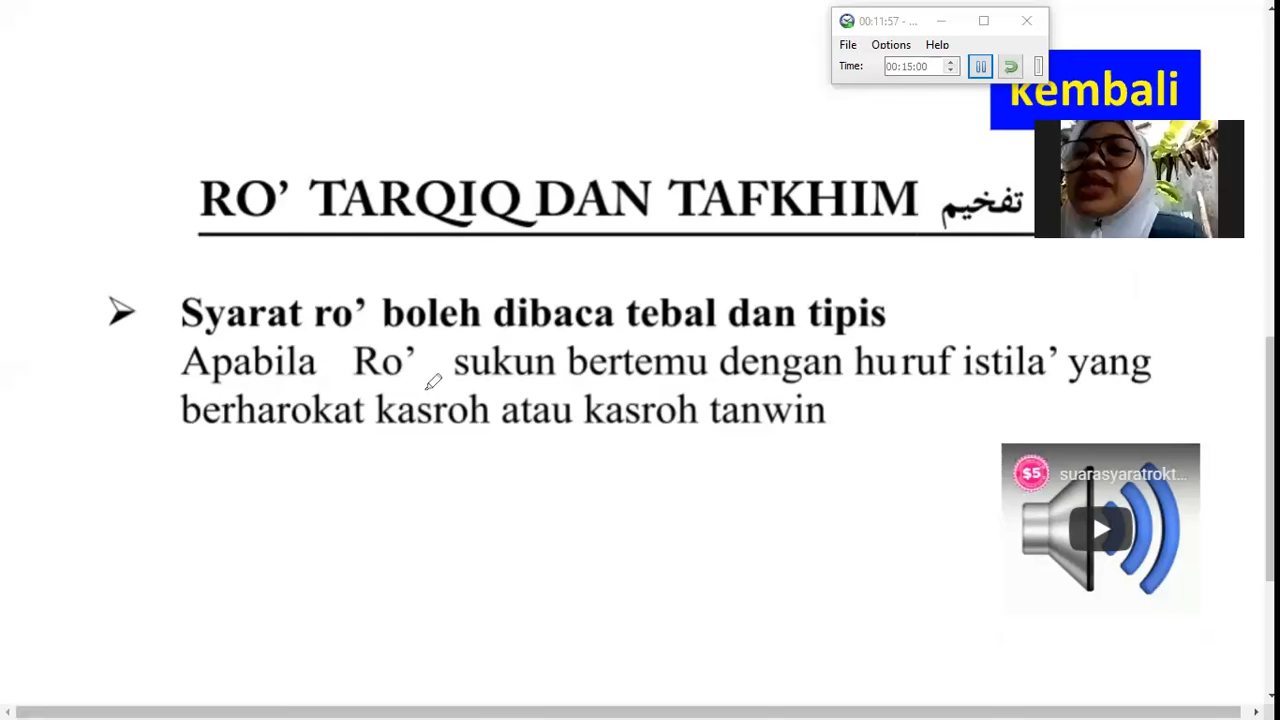 00:11:57 - ...
File Options Help
Time: 00:15:00
kembali
RO’ TARQIQ DAN TAFKHIM تفخيم
Syarat ro’ boleh dibaca tebal dan tipis
Apabila Ro’ sukun bertemu dengan huruf istila’ yang
berharokat kasroh atau kasroh tanwin
$5 suarasyaratrokt...